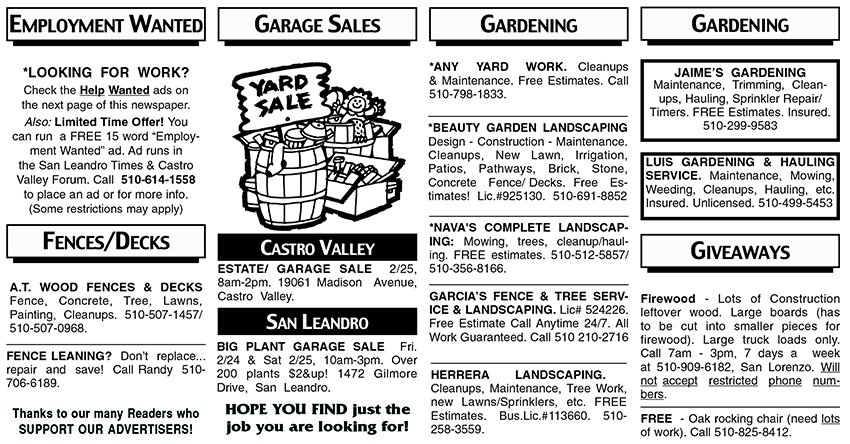 EMPLOYMENT WANTED
*LOOKING FOR WORK?
Check the Help Wanted ads on
the next page of this newspaper.
Also: Limited Time Offer! You
can run a FREE 15 word “Employ-
ment Wanted” ad. Ad runs in
the San Leandro Times & Castro
Valley Forum. Call 510-614-1558
to place an ad or for more info.
(Some restrictions may apply)
FENCES/DECKS
A.T. WOOD FENCES & DECKS
Fence, Concrete, Tree, Lawns,
Painting, Cleanups. 510-507-1457/
510-507-0968.
FENCE LEANING? Don’t replace...
repair and save! Call Randy 510-
706-6189.
Thanks to our many Readers who
SUPPORT OUR ADVERTISERS!
GARAGE SALES
YARD
SALE
CASTRO VALLEY
ESTATE/ GARAGE SALE 2/25,
8am-2pm. 19061 Madison Avenue,
Castro Valley.
SAN LEANDRO
BIG PLANT GARAGE SALE Fri.
2/24 & Sat 2/25, 10am-3pm. Over
200 plants $2&up! 1472 Gilmore
Drive, San Leandro.
HOPE YOU FIND just the
job you are looking for!
GARDENING
*ANY YARD WORK. Cleanups
& Maintenance. Free Estimates. Call
510-798-1833.
*BEAUTY GARDEN LANDSCAPING
Design - Construction - Maintenance.
Cleanups, New Lawn, Irrigation,
Patios, Pathways, Brick, Stone,
Concrete Fence/ Decks. Free Es-
timates! Lic.#925130. 510-691-8852
*NAVA'S COMPLETE LANDSCAP-
ING: Mowing, trees, cleanup/haul-
ing. FREE estimates. 510-512-5857/
510-356-8166.
GARCIA'S FENCE & TREE SERV-
ICE & LANDSCAPING. Lic# 524226.
Free Estimate Call Anytime 24/7. All
Work Guaranteed. Call 510 210-2716
HERRERA LANDSCAPING.
Cleanups, Maintenance, Tree Work,
new Lawns/Sprinklers, etc. FREE
Estimates. Bus.Lic.#113660. 510-
258-3559.
GARDENING
JAIME'S GARDENING
Maintenance, Trimming, Clean-
ups, Hauling, Sprinkler Repair/
Timers. FREE Estimates. Insured.
510-299-9583
LUIS GARDENING & HAULING
SERVICE. Maintenance, Mowing,
Weeding, Cleanups, Hauling, etc.
Insured. Unlicensed. 510-499-5453
GIVEAWAYS
Firewood - Lots of Construction
leftover wood. Large boards (has
to be cut into smaller pieces for
firewood). Large truck loads only.
Call 7am - 3pm, 7 days a week
at 510-909-6182, San Lorenzo. Will
not accept restricted phone num-
bers.
FREE - Oak rocking chair (need lots
of work). Call 510-825-8412.